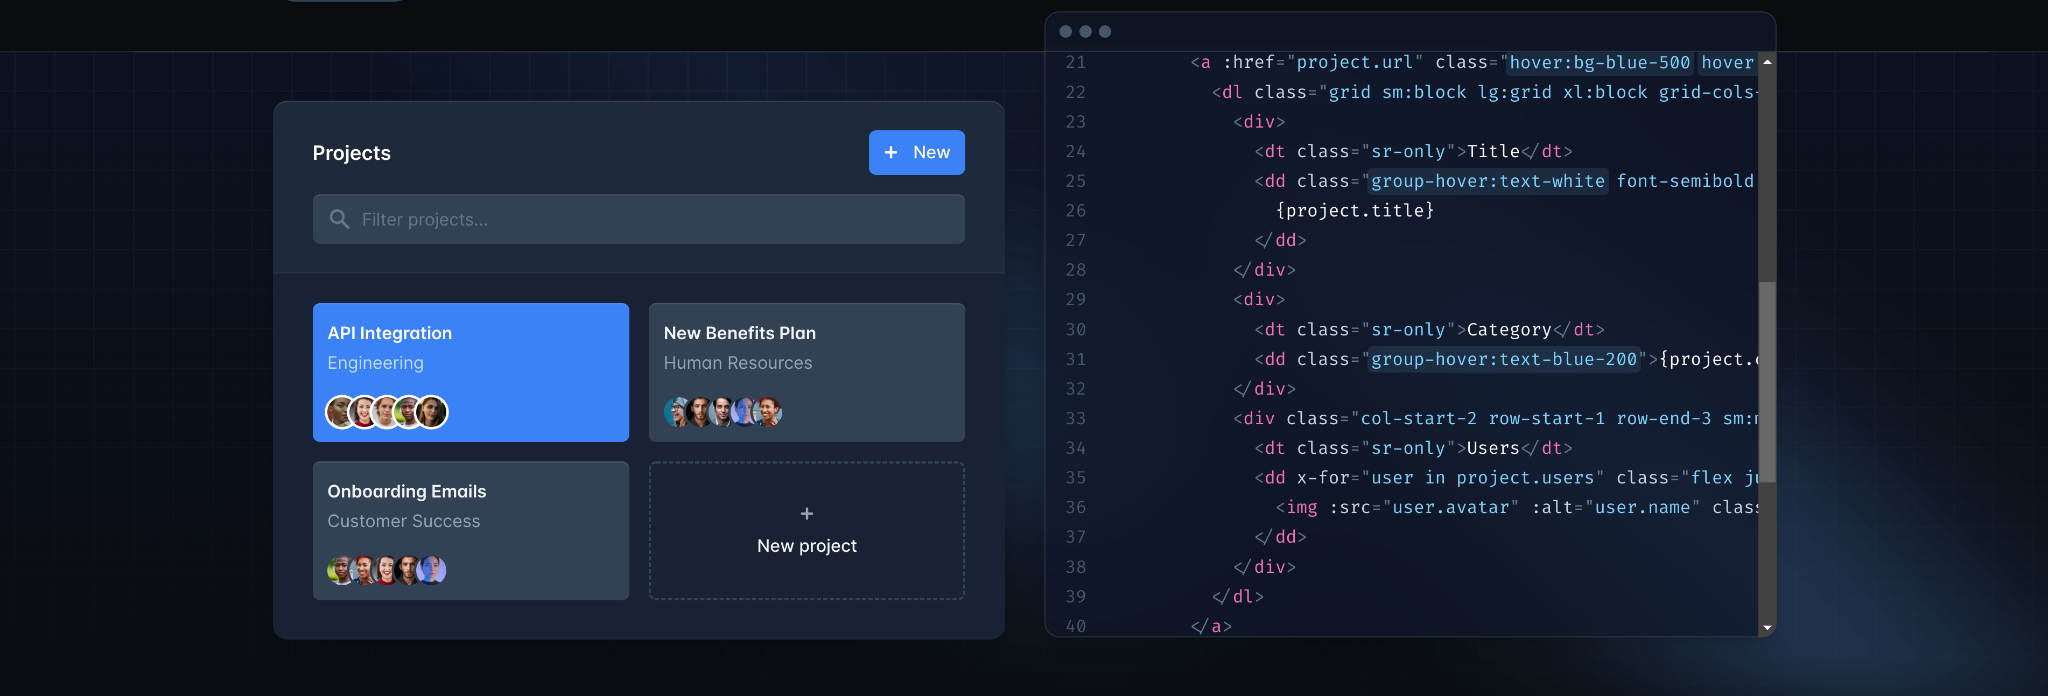 Projects
+ New
Filter projects...
API Integration
Engineering
New Benefits Plan
Human Resources
Onboarding Emails
Customer Success
+
New project
21 <a :href="project.url" class="hover:bg-blue-500 hover
22 <dl class="grid sm:block lg:grid xl:block grid-cols-
23 <div>
24 <dt class="sr-only">Title</dt>
25 <dd class="group-hover:text-white font-semibold
26 {project.title}
27 </dd>
28 </div>
29 <div>
30 <dt class="sr-only">Category</dt>
31 <dd class="group-hover:text-blue-200">{project.
32 </div>
33 <div class="col-start-2 row-start-1 row-end-3 sm:
34 <dt class="sr-only">Users</dt>
35 <dd x-for="user in project.users" class="flex
36 <img :src="user.avatar" :alt="user.name" clas
37 </dd>
38 </div>
39 </dl>
40 </a>